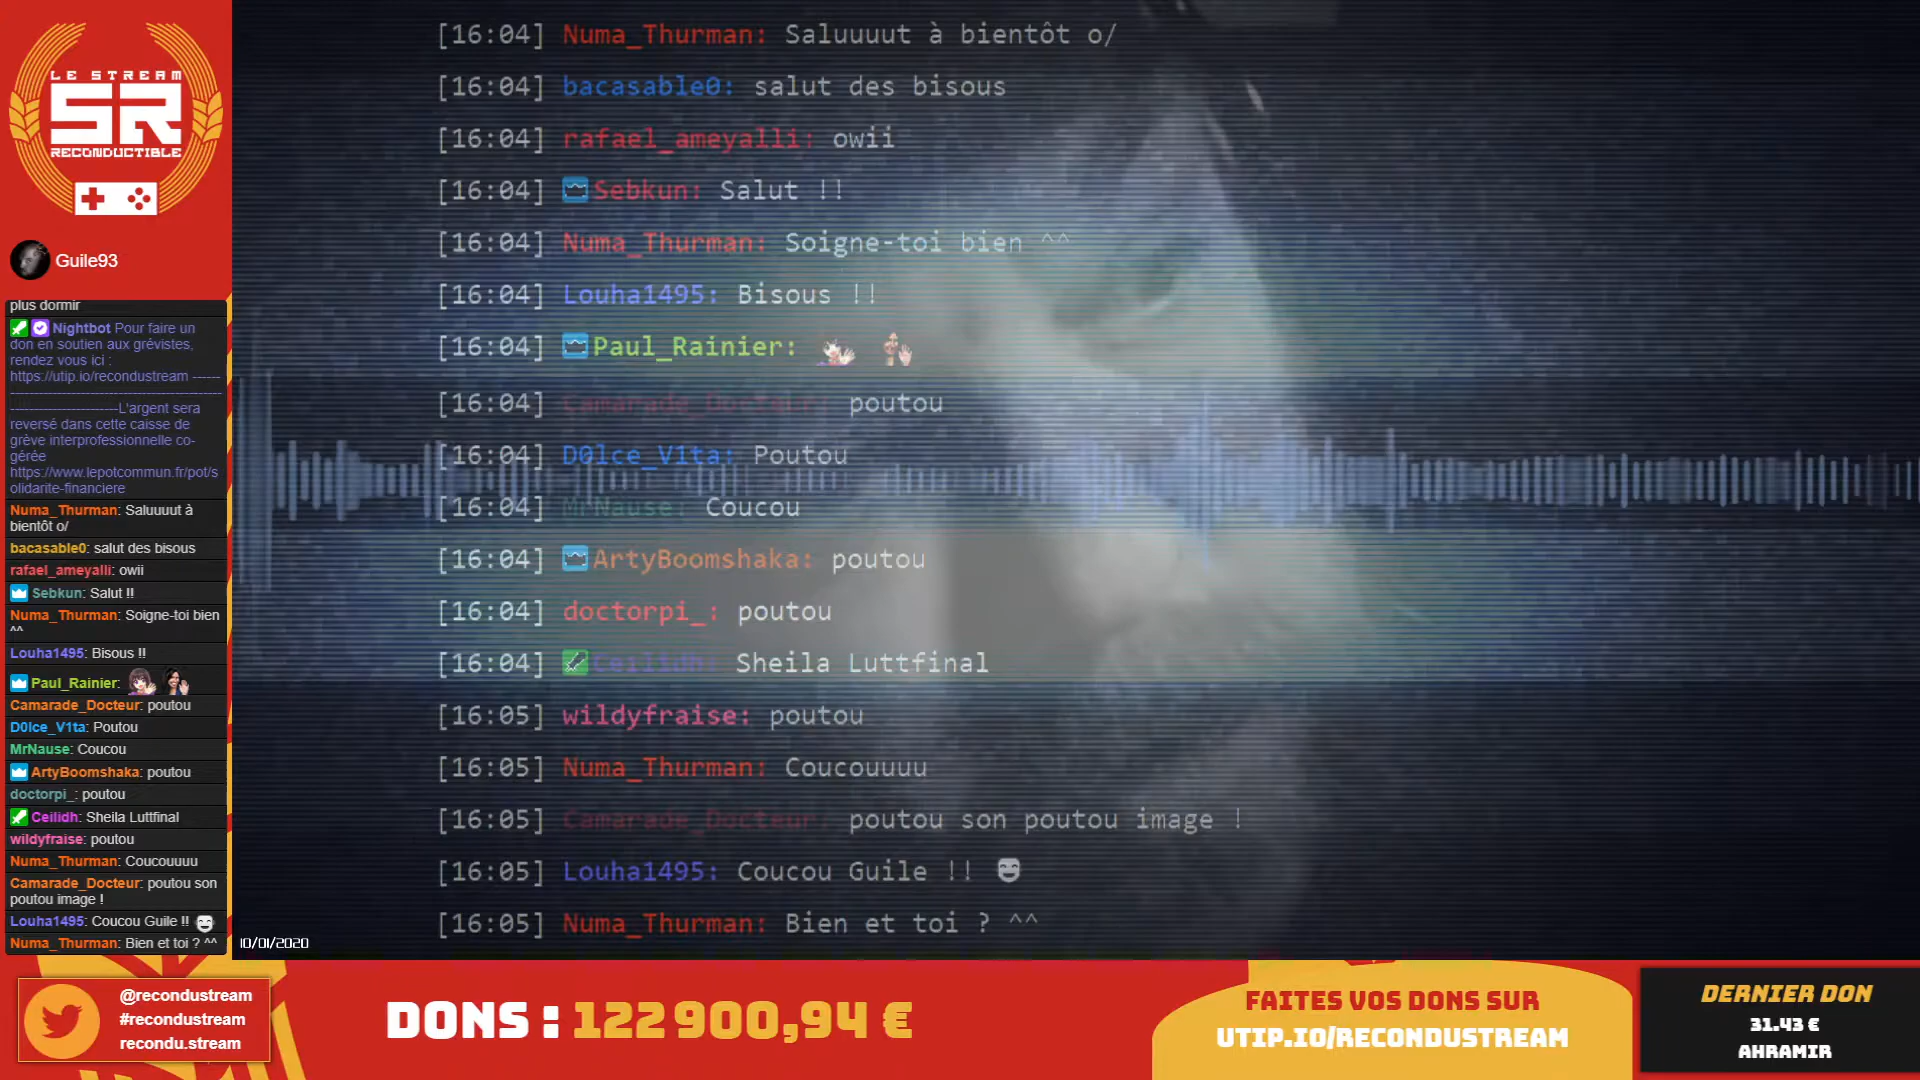 LE STREAM
SR
RECONDUCTIBLE
Guile93
plus dormir
Nightbot Pour faire un
don en soutien aux grévistes,
rendez vous ici :
https://utip.io/recondustream ------
--------------------------------------------
----------------------L'argent sera
reversé dans cette caisse de
grève interprofessionnelle co-
gérée
https://www.lepotcommun.fr/pot/s
olidarite-financiere
Numa_Thurman: Saluuuut à
bientôt o/
bacasable0: salut des bisous
rafael_ameyalli: owii
Sebkun: Salut !!
Numa_Thurman: Soigne-toi bien
^^
Louha1495: Bisous !!
Paul_Rainier:
Camarade_Docteur: poutou
D0lce_V1ta: Poutou
MrNause: Coucou
ArtyBoomshaka: poutou
doctorpi_: poutou
Ceilidh: Sheila Luttfinal
wildyfraise: poutou
Numa_Thurman: Coucouuuu
Camarade_Docteur: poutou son
poutou image !
Louha1495: Coucou Guile !!
Numa_Thurman: Bien et toi ? ^^
[16:04] Numa_Thurman: Saluuuut à bientôt o/
[16:04] bacasable0: salut des bisous
[16:04] rafael_ameyalli: owii
[16:04] Sebkun: Salut !!
[16:04] Numa_Thurman: Soigne-toi bien ^^
[16:04] Louha1495: Bisous !!
[16:04] Paul_Rainier:
[16:04] Camarade_Docteur: poutou
[16:04] D0lce_V1ta: Poutou
[16:04] MrNause: Coucou
[16:04] ArtyBoomshaka: poutou
[16:04] doctorpi_: poutou
[16:04] Ceilidh: Sheila Luttfinal
[16:05] wildyfraise: poutou
[16:05] Numa_Thurman: Coucouuuu
[16:05] Camarade_Docteur: poutou son poutou image !
[16:05] Louha1495: Coucou Guile !!
[16:05] Numa_Thurman: Bien et toi ? ^^
10/01/2020
@recondustream
#recondustream
recondu.stream
DONS : 122 900,94 €
FAITES VOS DONS SUR
UTIP.IO/RECONDUSTREAM
DERNIER DON
31.43 €
AHRAMIR